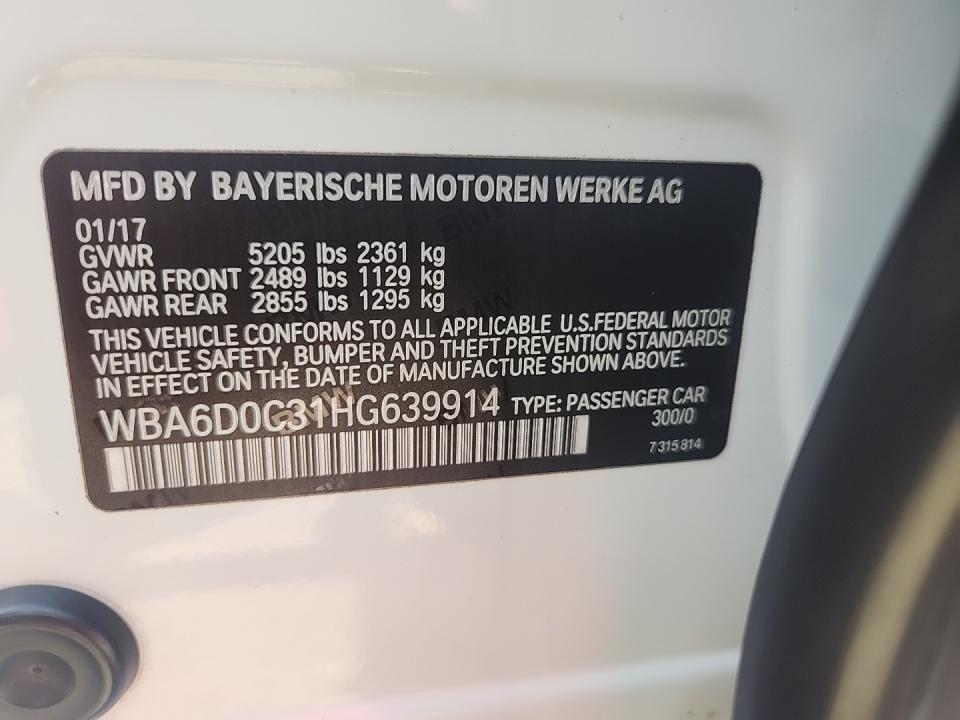 MFD BY BAYERISCHE MOTOREN WERKE AG
01/17
GVWR 5205 lbs 2361 kg
GAWR FRONT 2489 lbs 1129 kg
GAWR REAR 2855 lbs 1295 kg
THIS VEHICLE CONFORMS TO ALL APPLICABLE U.S.FEDERAL MOTOR
VEHICLE SAFETY, BUMPER AND THEFT PREVENTION STANDARDS
IN EFFECT ON THE DATE OF MANUFACTURE SHOWN ABOVE.
WBA6D0C31HG639914 TYPE: PASSENGER CAR
300/0
7 315 814